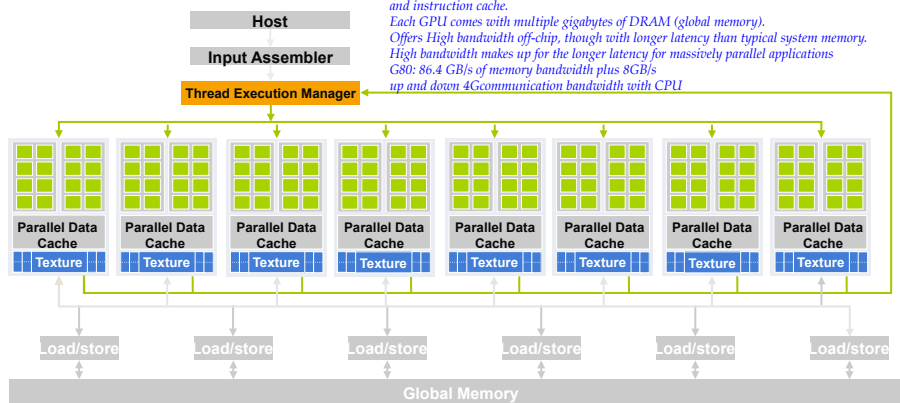 and instruction cache.
Each GPU comes with multiple gigabytes of DRAM (global memory).
Offers High bandwidth off-chip, though with longer latency than typical system memory.
High bandwidth makes up for the longer latency for massively parallel applications
G80: 86.4 GB/s of memory bandwidth plus 8GB/s
up and down 4Gcommunication bandwidth with CPU
Host
Input Assembler
Thread Execution Manager
Parallel Data Cache
Parallel Data Cache
Parallel Data Cache
Parallel Data Cache
Parallel Data Cache
Parallel Data Cache
Parallel Data Cache
Parallel Data Cache
Texture
Texture
Texture
Texture
Texture
Texture
Texture
Texture
Load/store
Load/store
Load/store
Load/store
Load/store
Load/store
Global Memory